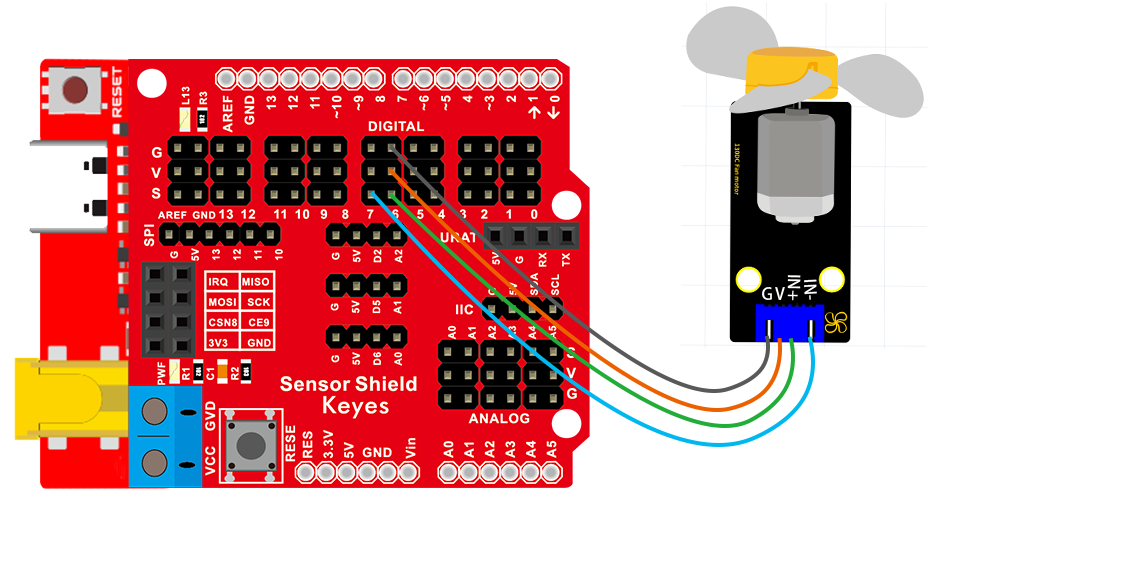 RESET
L13
R3
102
AREF GND 13 12 11 ~10 ~9 8 7 ~6 ~5 4 ~3 2 →1 ←0
DIGITAL
G
V
S
AREF GND 13 12 11 10 9 8 7 6 5 4 3 2 1 0
SPI
G 5V 13 12 11 10
G 5V D2 A2
URAT
5V G RX TX
IRQ MISO
MOSI SCK
CSN8 CE9
3V3 GND
G 5V D5 A1
IIC
G 5V SDA SCL
G 5V D6 A0
A0 A1 A2 A3 A4 A5
S
V
G
ANALOG
PWF
R1
102
C1
R2
103
Sensor Shield
Keyes
GVD
VCC
RESE
RES 3.3V 5V GND Vin
A0 A1 A2 A3 A4 A5
130DC Fan motor
G V IN+ IN-